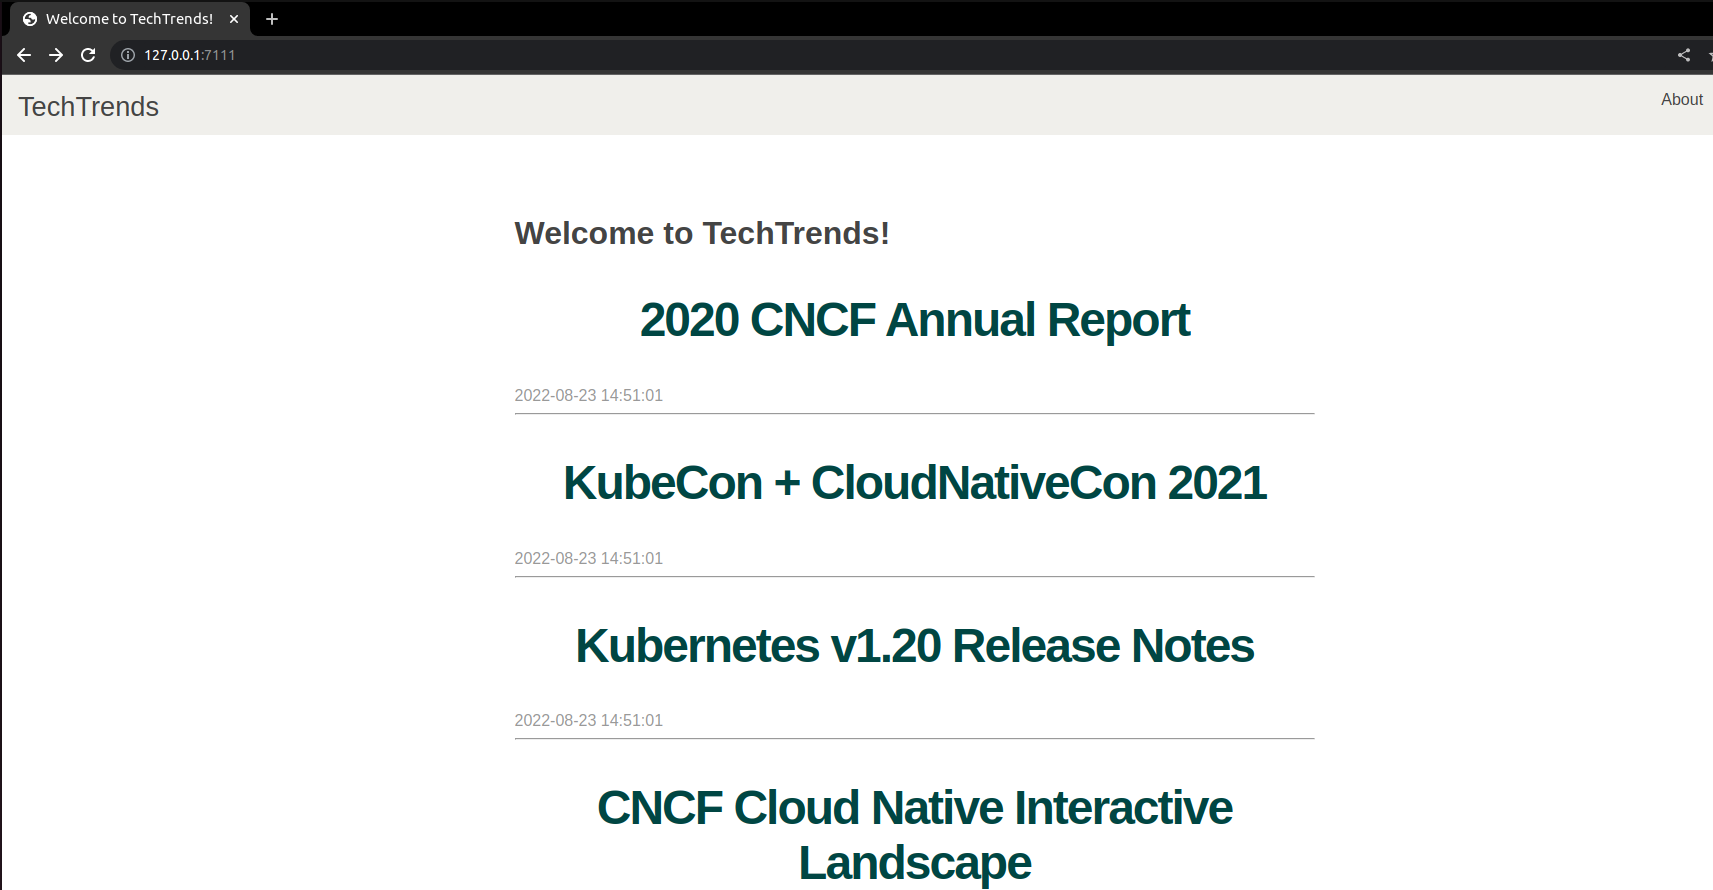 Welcome to TechTrends!
127.0.0.1:7111
TechTrends
About
Welcome to TechTrends!
2020 CNCF Annual Report
2022-08-23 14:51:01
KubeCon + CloudNativeCon 2021
2022-08-23 14:51:01
Kubernetes v1.20 Release Notes
2022-08-23 14:51:01
CNCF Cloud Native Interactive
Landscape